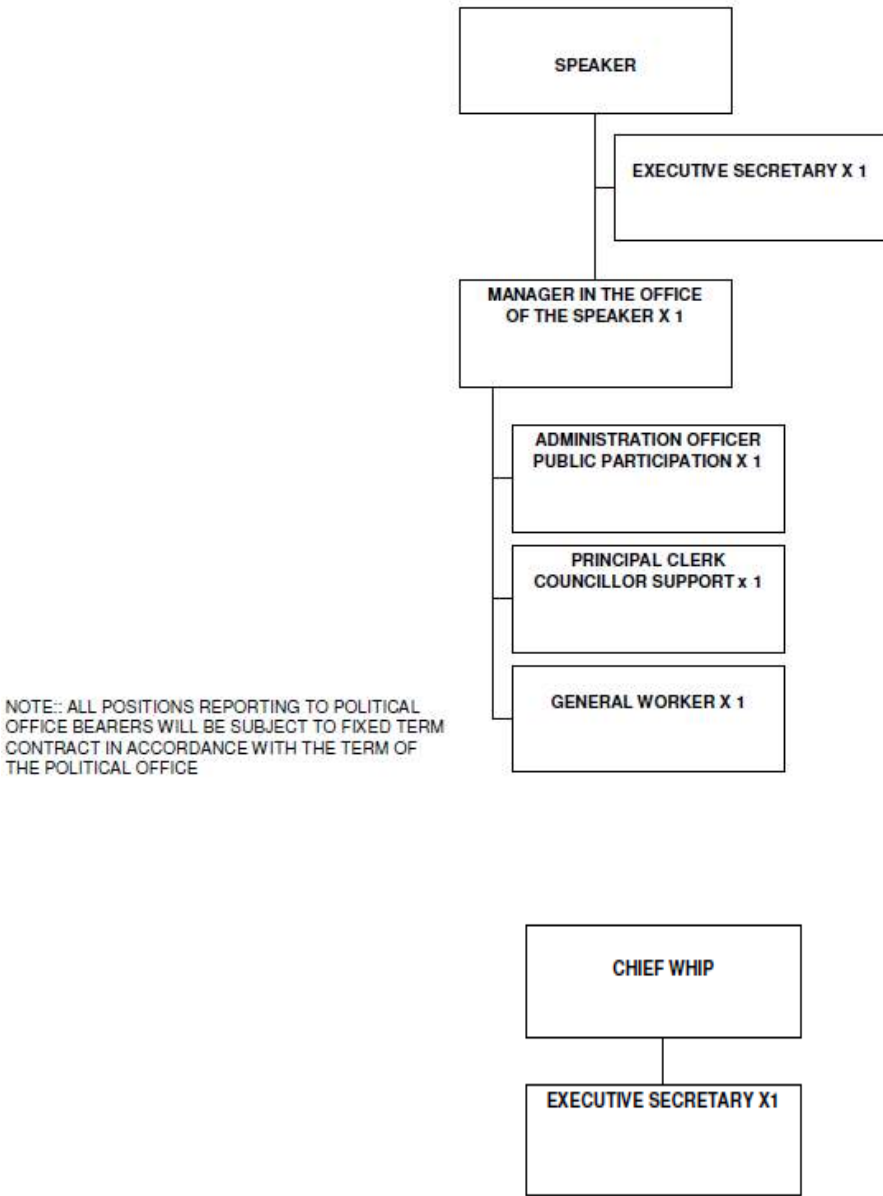 SPEAKER
EXECUTIVE SECRETARY X 1
MANAGER IN THE OFFICE
OF THE SPEAKER X 1
ADMINISTRATION OFFICER
PUBLIC PARTICIPATION X 1
PRINCIPAL CLERK
COUNCILLOR SUPPORT x 1
GENERAL WORKER X 1
NOTE:: ALL POSITIONS REPORTING TO POLITICAL
OFFICE BEARERS WILL BE SUBJECT TO FIXED TERM
CONTRACT IN ACCORDANCE WITH THE TERM OF
THE POLITICAL OFFICE
CHIEF WHIP
EXECUTIVE SECRETARY X1